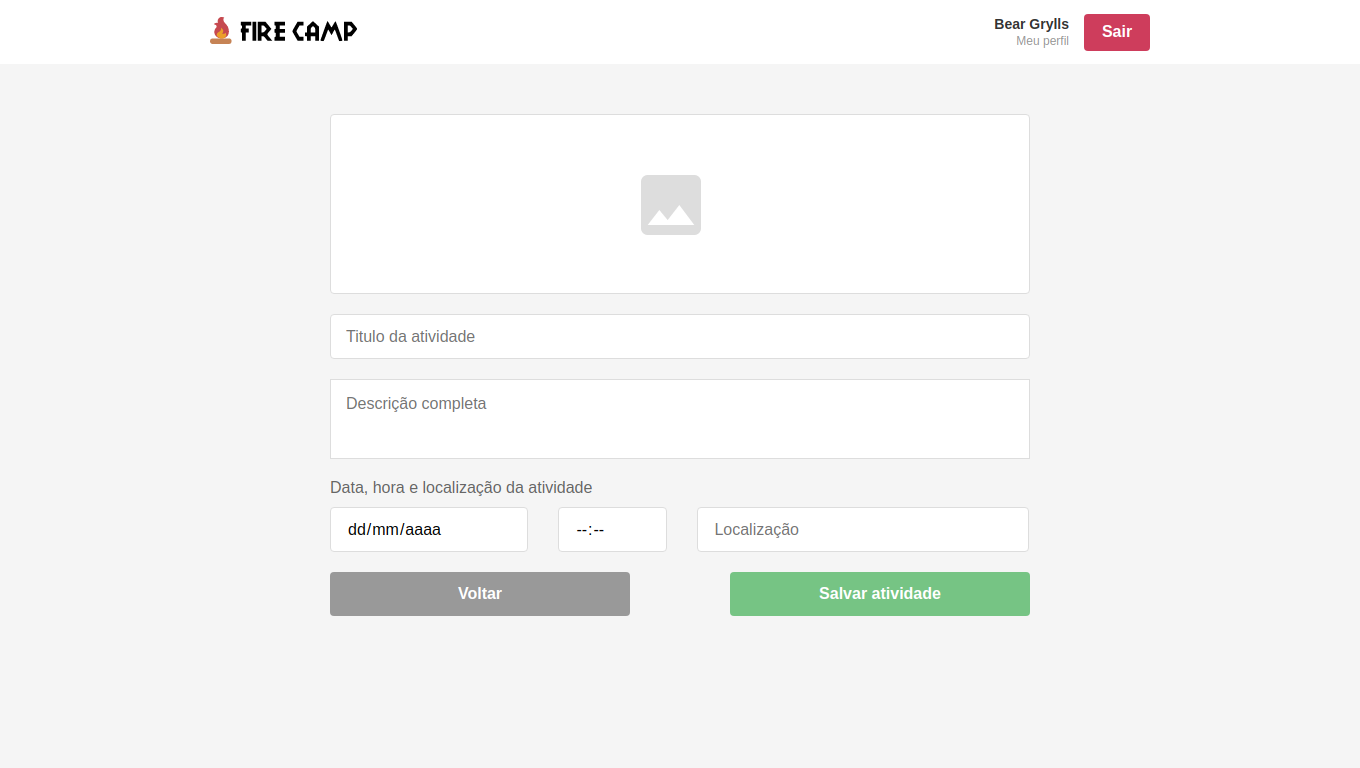 FIRE CAMP
Bear Grylls
Meu perfil
Sair
Titulo da atividade
Descrição completa
Data, hora e localização da atividade
dd/mm/aaaa
--:--
Localização
Voltar
Salvar atividade